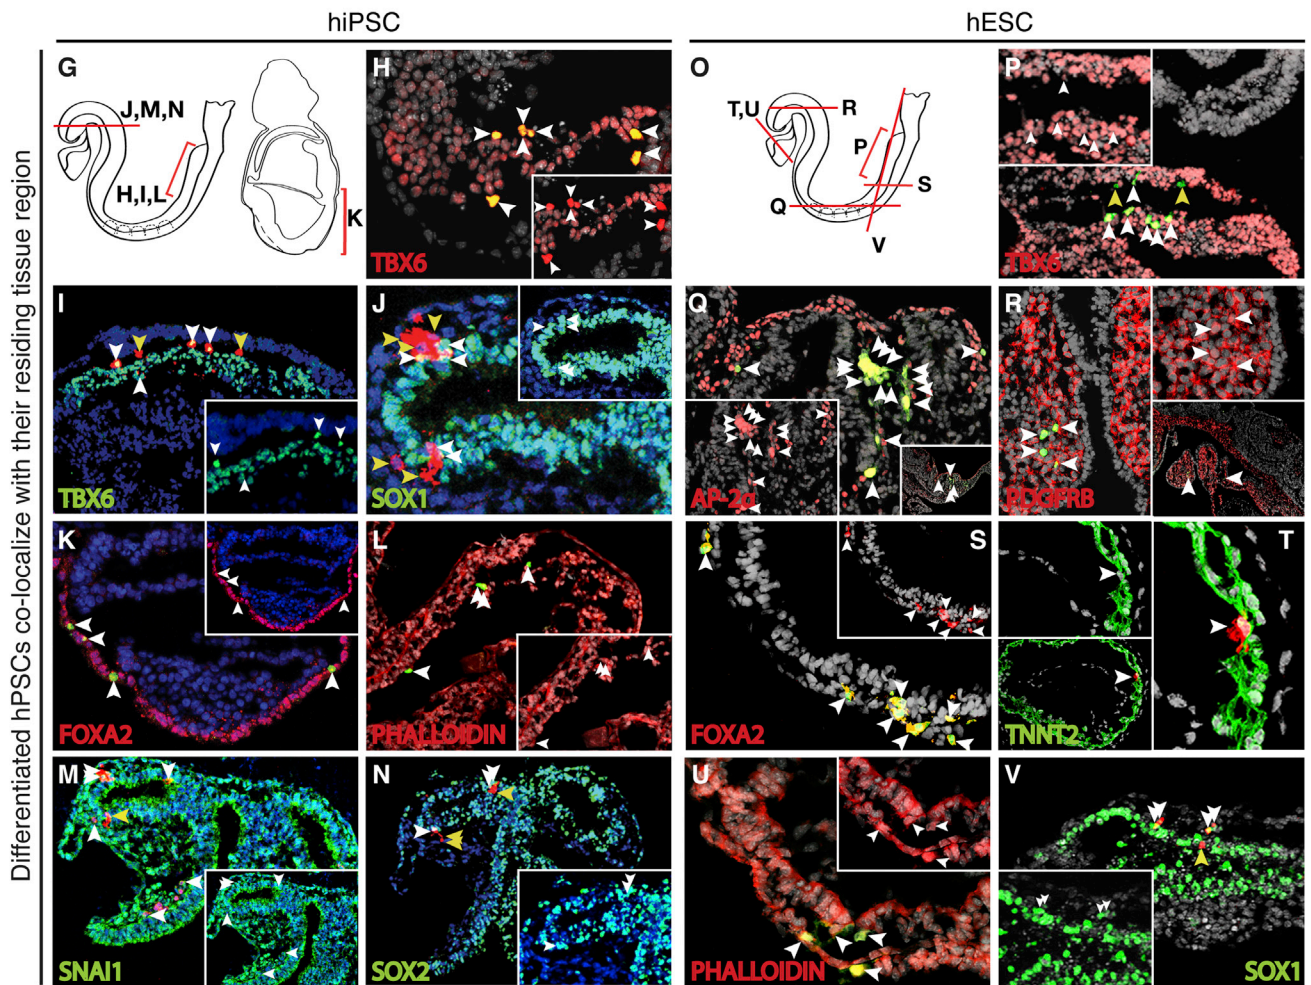 hiPSC
hESC
Differentiated hPSCs co-localize with their residing tissue region
G
J,M,N
H,I,L
K
H
TBX6
O
T,U
R
P
S
Q
V
P
TBX6
I
TBX6
J
SOX1
Q
AP-2α
R
PDGFRB
K
FOXA2
L
PHALLOIDIN
S
FOXA2
T
TNNT2
M
SNAI1
N
SOX2
U
PHALLOIDIN
V
SOX1